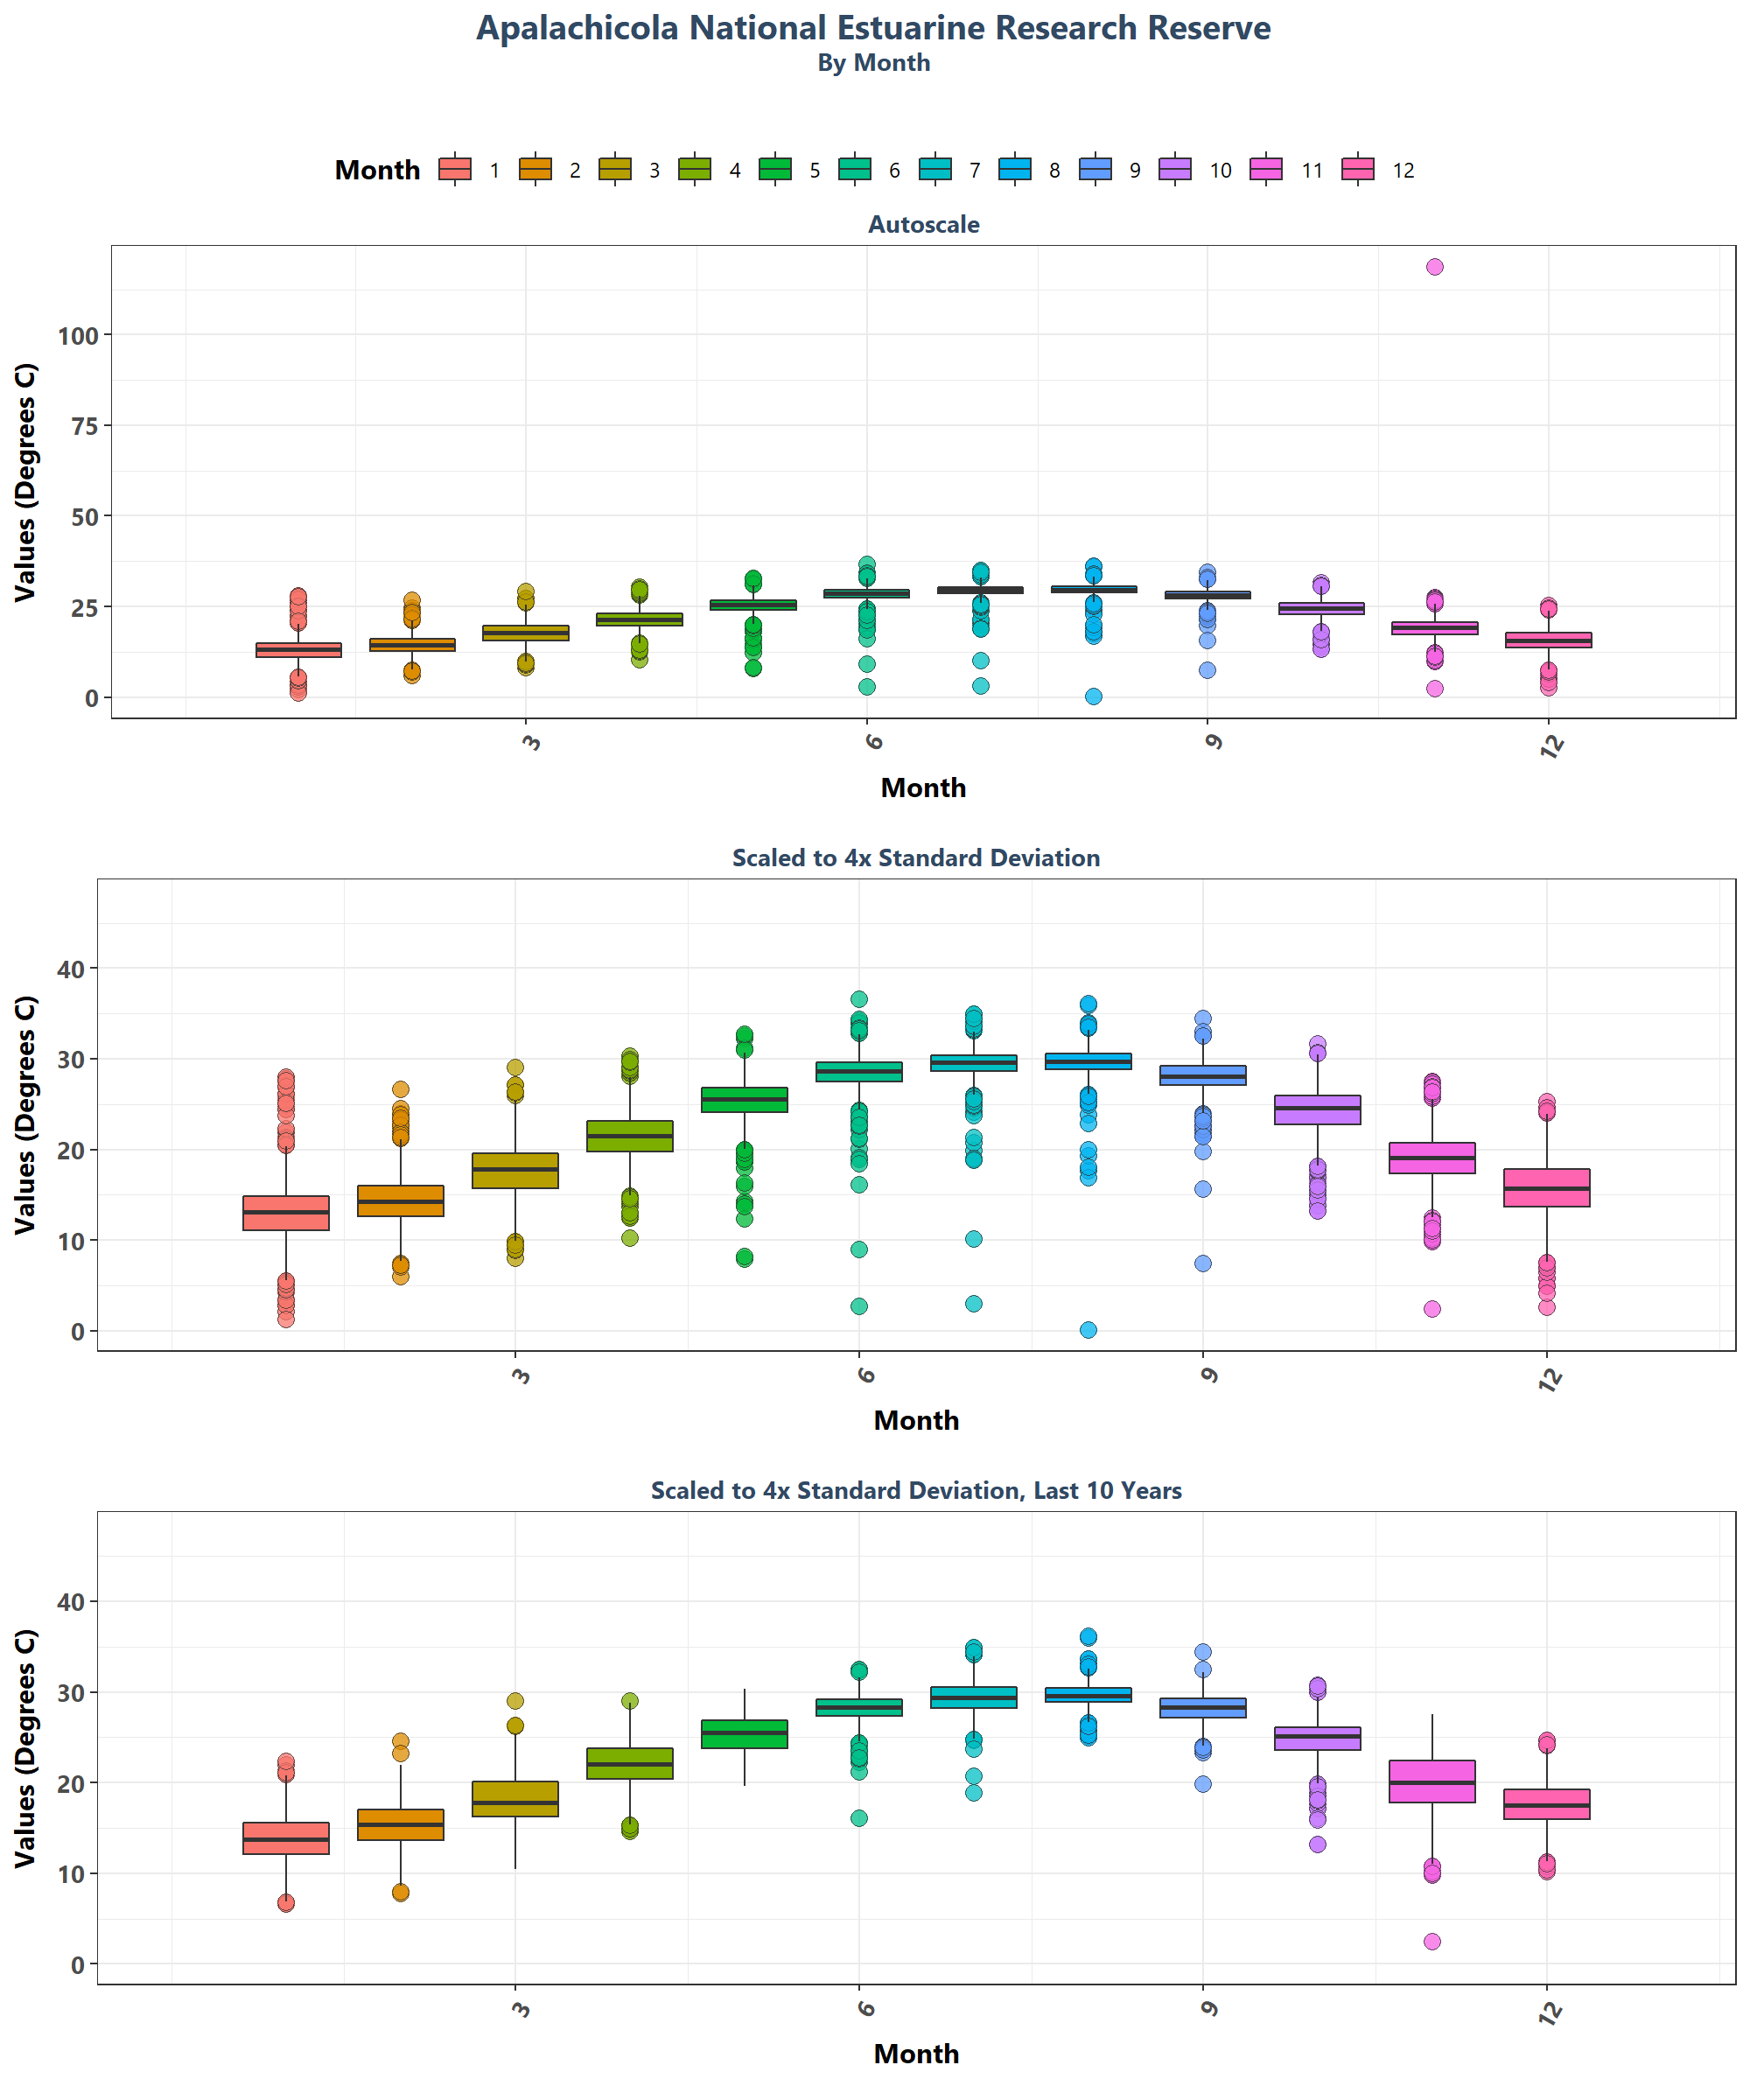 Apalachicola National Estuarine Research Reserve
By Month
Month 1 2 3 4 5 6 7 8 9 10 11 12
Autoscale
Values (Degrees C)
100
75
50
25
0
3 6 9 12
Month
Scaled to 4x Standard Deviation
Values (Degrees C)
40
30
20
10
0
3 6 9 12
Month
Scaled to 4x Standard Deviation, Last 10 Years
Values (Degrees C)
40
30
20
10
0
3 6 9 12
Month